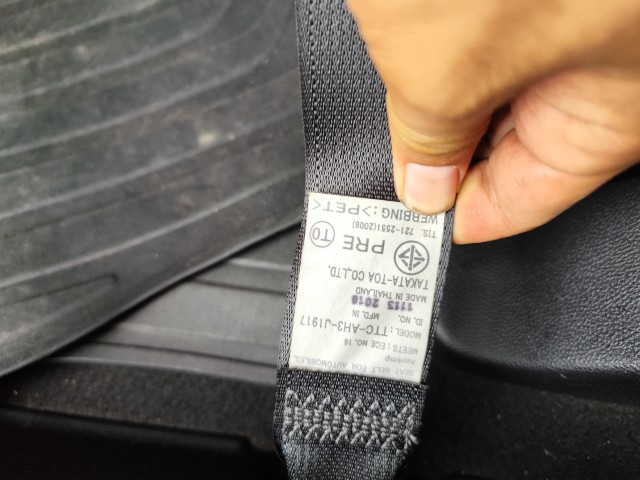 SEAT BELT FOR AUTOMOBILES.
MEETS : ECE NO. 16
MODEL : TTC-AH3-J1917
ID. NO. MFD. IN
1115 2018
MADE IN THAILAND
TAKATA-TOA CO.,LTD.
PRE TO
TIS. 721-2551(2008)
WEBBING : >PET<